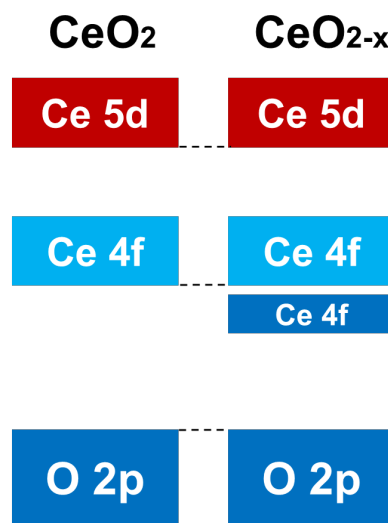 CeO₂ CeO₂₋ₓ
Ce 5d Ce 5d
Ce 4f Ce 4f
Ce 4f
O 2p O 2p